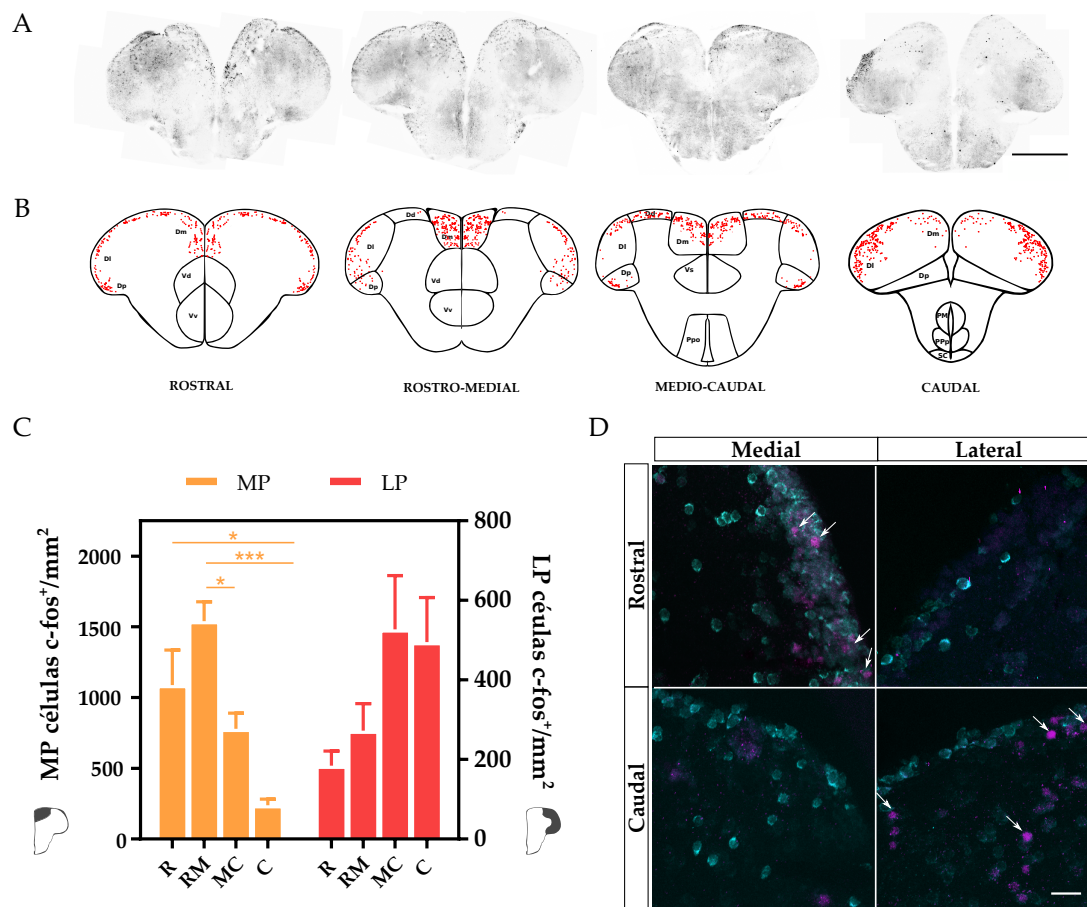 A
B
Dm
Dl
Dp
Vd
Vv
ROSTRAL
Dd
Dm
Dl
Dp
Vd
Vv
ROSTRO-MEDIAL
Dd
Dm
Dl
Dp
Vs
Ppo
MEDIO-CAUDAL
Dm
Dl
Dp
PM
PPp
SC
CAUDAL
C
MP LP
MP células c-fos⁺/mm²
2000
1500
1000
500
0
* 
***
*
R RM MC C
R RM MC C
800
600
400
200
0
LP céulas c-fos⁺/mm²
D
Medial Lateral
Rostral
Caudal